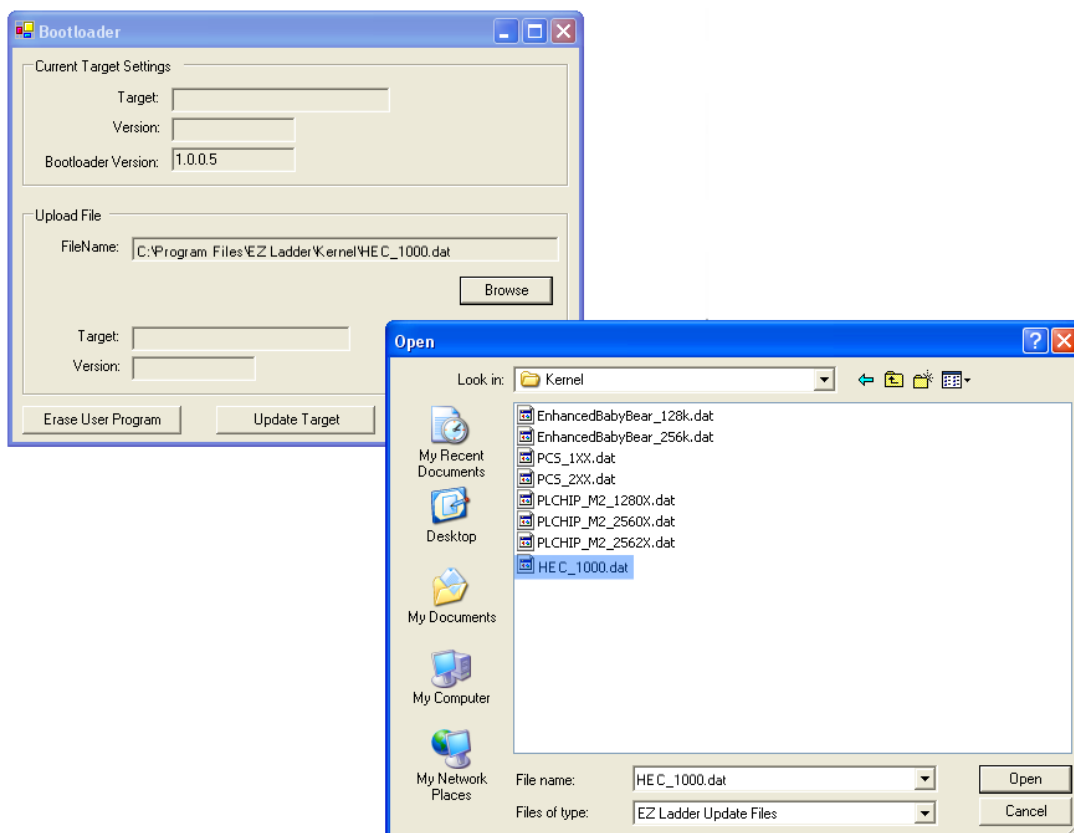 Bootloader
Current Target Settings
Target:
Version:
Bootloader Version: 1.0.0.5
Upload File
FileName: C:\Program Files\EZ Ladder\Kernel\HEC_1000.dat
Browse
Target:
Version:
Erase User Program Update Target
Open
Look in: Kernel
My Recent Documents
Desktop
My Documents
My Computer
My Network Places
EnhancedBabyBear_128k.dat
EnhancedBabyBear_256k.dat
PCS_1XX.dat
PCS_2XX.dat
PLCHIP_M2_1280X.dat
PLCHIP_M2_2560X.dat
PLCHIP_M2_2562X.dat
HEC_1000.dat
File name: HEC_1000.dat Open
Files of type: EZ Ladder Update Files Cancel